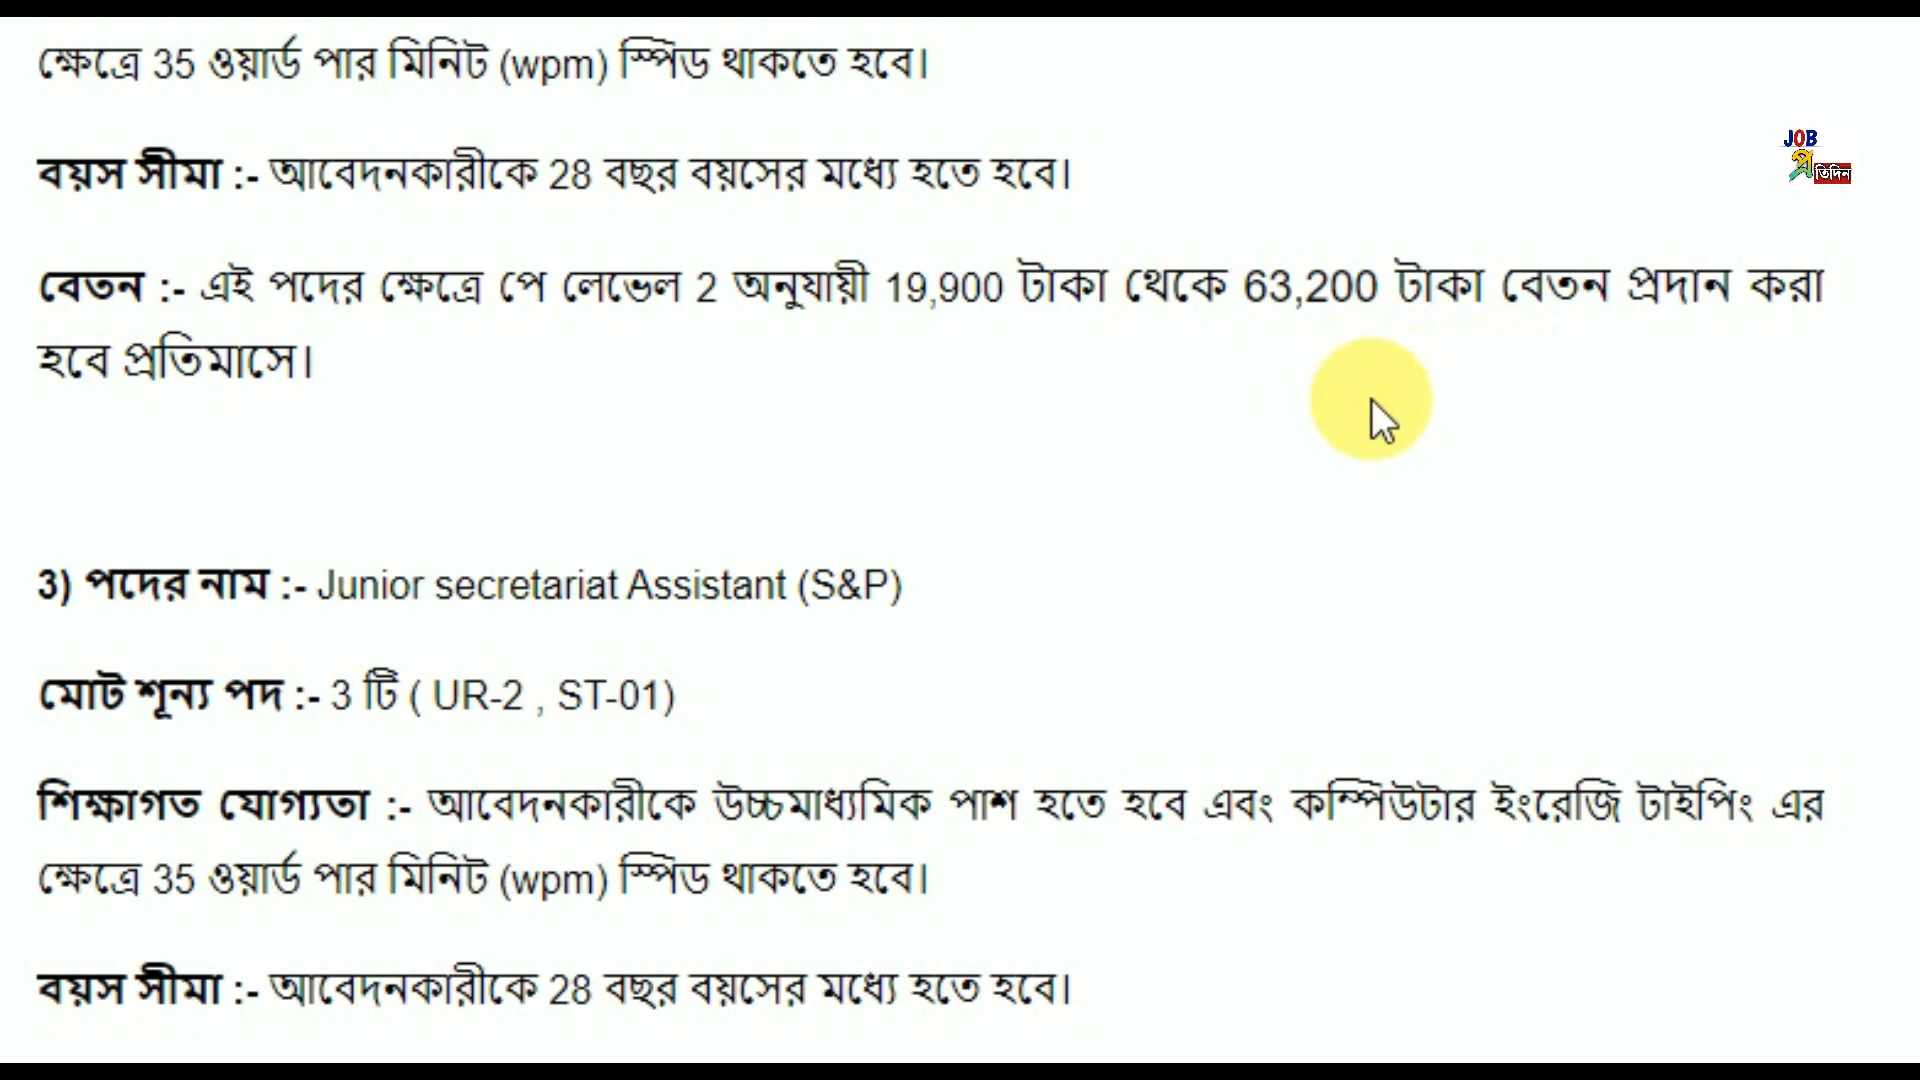 ক্ষেত্রে 35 ওয়ার্ড পার মিনিট (wpm) স্পিড থাকতে হবে।
JOB
প্রতিদিন
বয়স সীমা :- আবেদনকারীকে 28 বছর বয়সের মধ্যে হতে হবে।
বেতন :- এই পদের ক্ষেত্রে পে লেভেল 2 অনুযায়ী 19,900 টাকা থেকে 63,200 টাকা বেতন প্রদান করা
হবে প্রতিমাসে।
3) পদের নাম :- Junior secretariat Assistant (S&P)
মোট শূন্য পদ :- 3 টি ( UR-2 , ST-01)
শিক্ষাগত যোগ্যতা :- আবেদনকারীকে উচ্চমাধ্যমিক পাশ হতে হবে এবং কম্পিউটার ইংরেজি টাইপিং এর
ক্ষেত্রে 35 ওয়ার্ড পার মিনিট (wpm) স্পিড থাকতে হবে।
বয়স সীমা :- আবেদনকারীকে 28 বছর বয়সের মধ্যে হতে হবে।